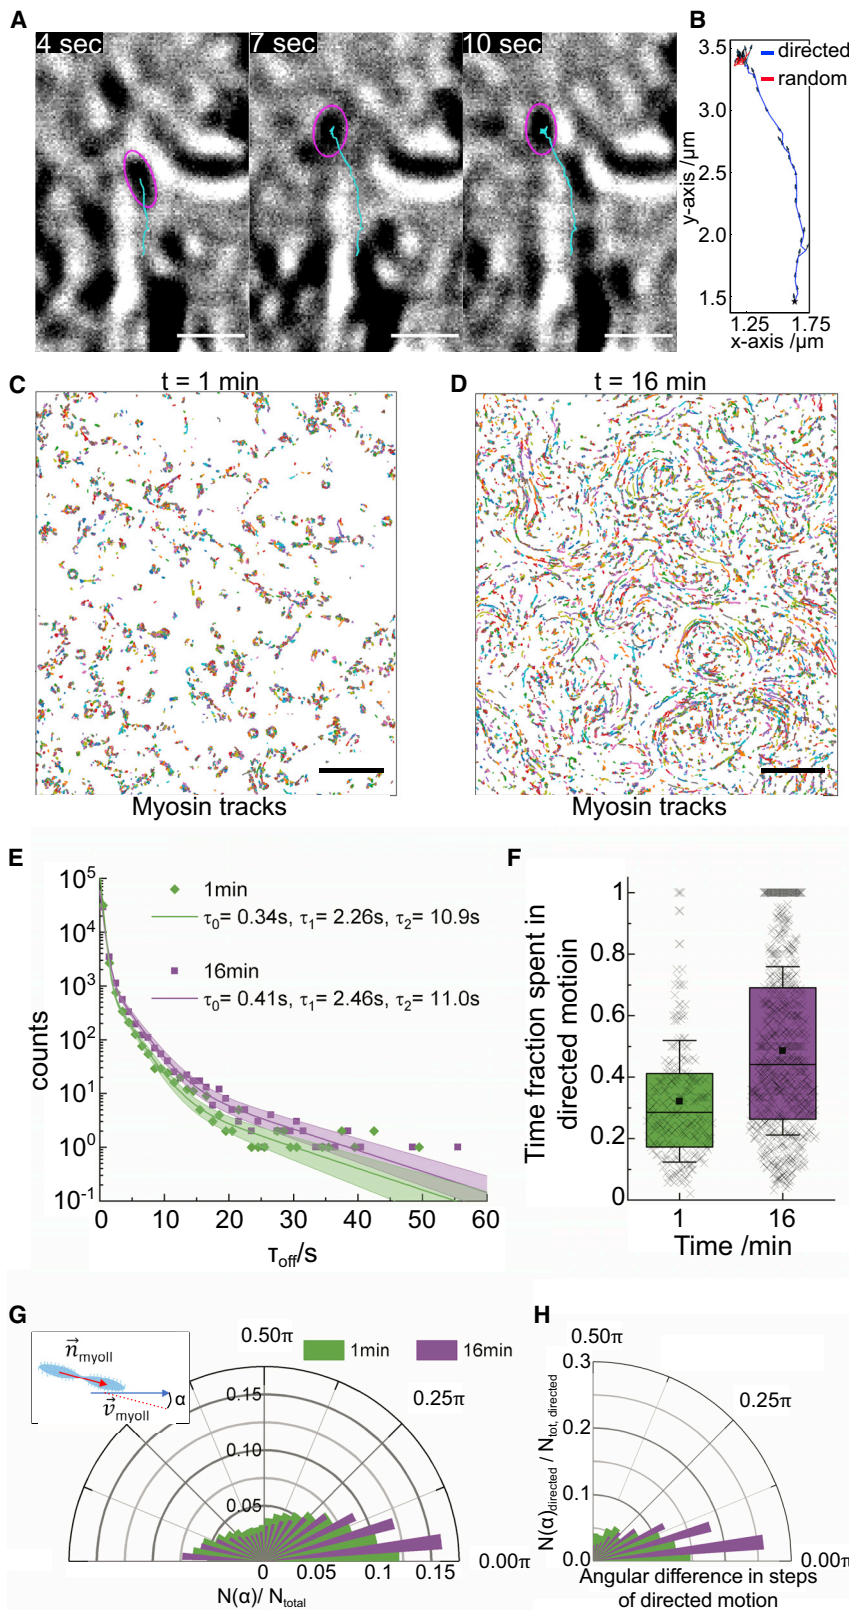 A
4 sec
7 sec
10 sec
B
3.5
3.0
2.5
2.0
1.5
y-axis /µm
directed
random
1.25 1.75
x-axis /µm
C
t = 1 min
Myosin tracks
D
t = 16 min
Myosin tracks
E
10⁵
10⁴
10³
10²
10¹
10⁰
10⁻¹
counts
1min
τ₀= 0.34s, τ₁= 2.26s, τ₂= 10.9s
16min
τ₀= 0.41s, τ₁= 2.46s, τ₂= 11.0s
0 10 20 30 40 50 60
τoff/s
F
Time fraction spent in
directed motioin
1
0.8
0.6
0.4
0.2
0
1 16
Time /min
G
n⃗myoII
v⃗myoII
α
0.50π
1min
16min
0.25π
0.15
0.10
0.05
0 0.05 0.10 0.15
0.00π
N(α)/ Ntotal
H
0.50π
0.3
0.2
0.1
0.0
N(α)directed / Ntot, directed
0.25π
0.00π
Angular difference in steps
of directed motion